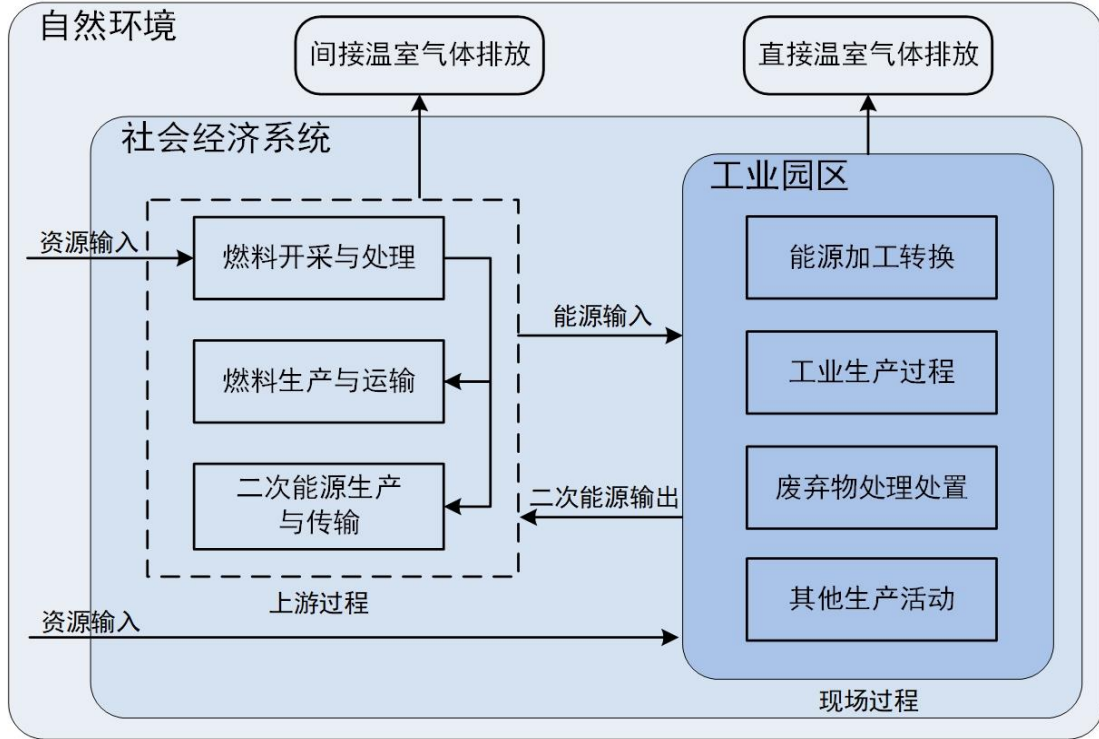 自然环境
间接温室气体排放
直接温室气体排放
社会经济系统
工业园区
资源输入
燃料开采与处理
能源加工转换
能源输入
燃料生产与运输
工业生产过程
二次能源生产
与传输
二次能源输出
废弃物处理处置
上游过程
其他生产活动
资源输入
现场过程